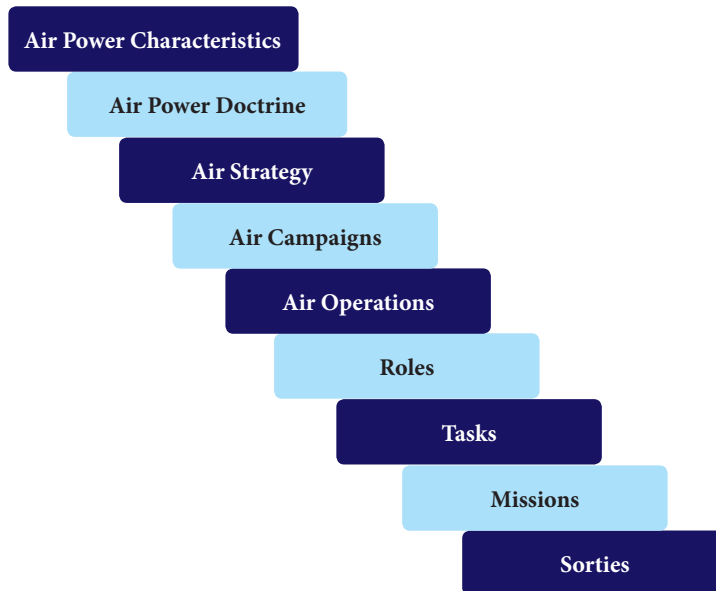 Air Power Characteristics
Air Power Doctrine
Air Strategy
Air Campaigns
Air Operations
Roles
Tasks
Missions
Sorties